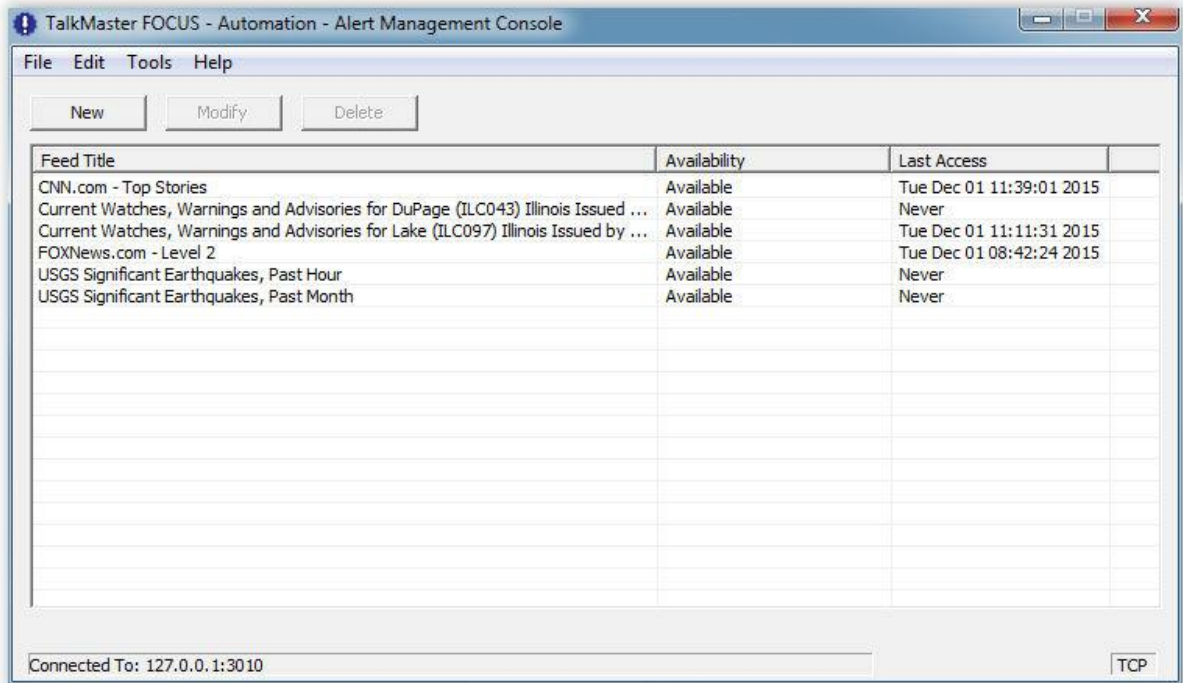 TalkMaster FOCUS - Automation - Alert Management Console
File Edit Tools Help
New Modify Delete
Feed Title Availability Last Access
CNN.com - Top Stories Available Tue Dec 01 11:39:01 2015
Current Watches, Warnings and Advisories for DuPage (ILC043) Illinois Issued ... Available Never
Current Watches, Warnings and Advisories for Lake (ILC097) Illinois Issued by ... Available Tue Dec 01 11:11:31 2015
FOXNews.com - Level 2 Available Tue Dec 01 08:42:24 2015
USGS Significant Earthquakes, Past Hour Available Never
USGS Significant Earthquakes, Past Month Available Never
Connected To: 127.0.0.1:3010 TCP